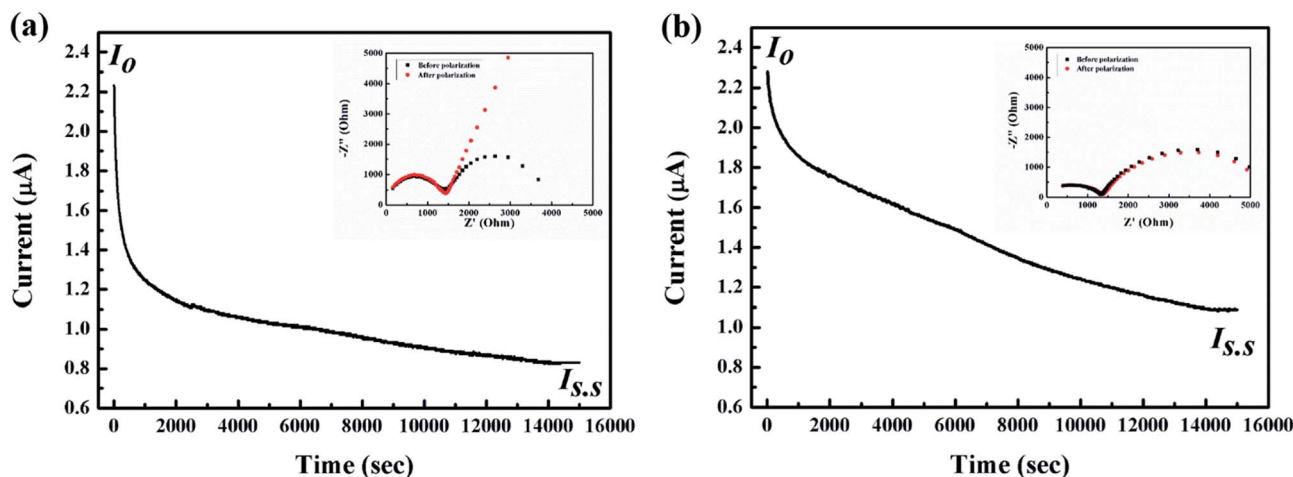 (a)
2.4
2.2
2.0
1.8
1.6
1.4
1.2
1.0
0.8
0.6
Current (μA)
I0
Is.s
0 2000 4000 6000 8000 10000 12000 14000 16000
Time (sec)
5000
4000
3000
2000
1000
0
-Z'' (Ohm)
Before polarization
After polarization
0 1000 2000 3000 4000 5000
Z' (Ohm)
(b)
2.4
2.2
2.0
1.8
1.6
1.4
1.2
1.0
0.8
0.6
Current (μA)
I0
Is.s
0 2000 4000 6000 8000 10000 12000 14000 16000
Time (sec)
5000
4000
3000
2000
1000
0
-Z'' (Ohm)
Before polarization
After polarization
0 1000 2000 3000 4000 5000
Z' (Ohm)